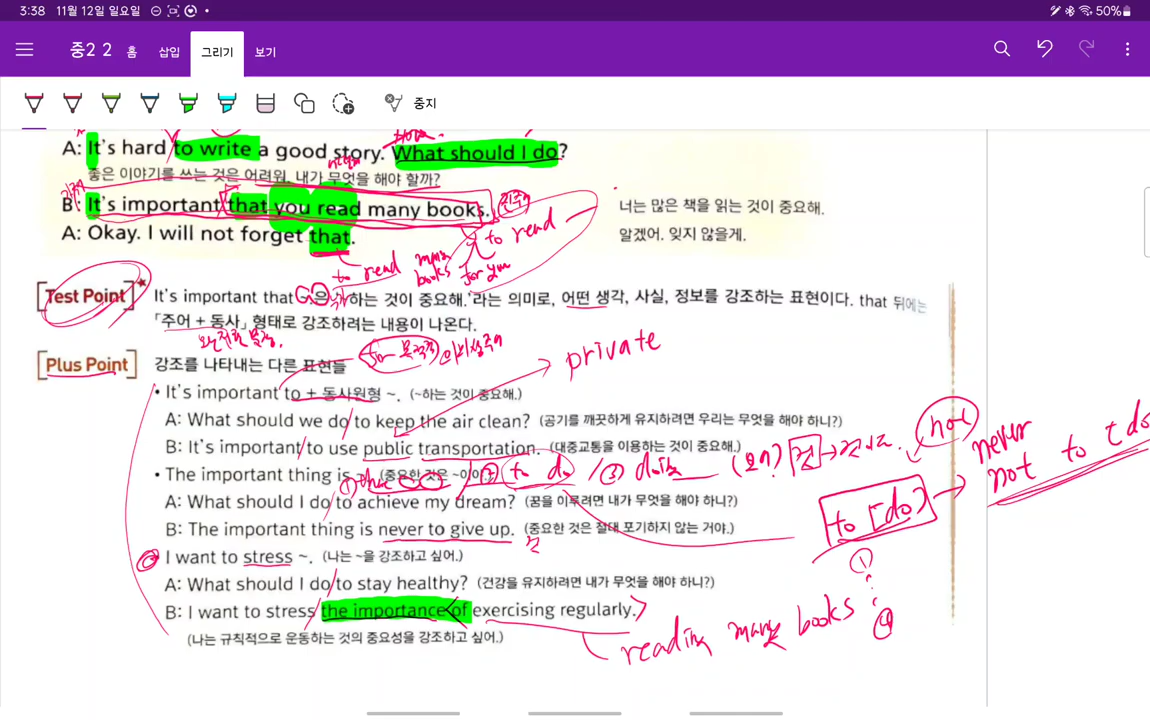 3:38 11월 12일 일요일 50%
중2 2 홈 삽입 그리기 보기
중지
A: It's hard to write a good story. What should I do?
좋은 이야기를 쓰는 것은 어려워. 내가 무엇을 해야 할까?
B: It's important that you read many books.
너는 많은 책을 읽는 것이 중요해.
to read
A: Okay. I will not forget that.
알겠어. 잊지 않을게.
to read many books for you
[Test Point] It's important that 하는 것이 중요해.'라는 의미로, 어떤 생각, 사실, 정보를 강조하는 표현이다. that 뒤에는
「주어 + 동사」 형태로 강조하려는 내용이 나온다.
for 목적격
private
[Plus Point] 강조를 나타내는 다른 표현들
• It's important to + 동사원형 ~. (~하는 것이 중요해.)
A: What should we do to keep the air clean? (공기를 깨끗하게 유지하려면 우리는 무엇을 해야 하니?)
B: It's important to use public transportation. (대중교통을 이용하는 것이 중요해.)
not
never
not to do
• The important thing is ~ (중요한 것은 ~이야.)
① that ② to do / ③ doing
A: What should I do to achieve my dream? (꿈을 이루려면 내가 무엇을 해야 하니?)
to [do]
B: The important thing is never to give up. (중요한 것은 절대 포기하지 않는 거야.)
I want to stress ~. (나는 ~을 강조하고 싶어.)
A: What should I do to stay healthy? (건강을 유지하려면 내가 무엇을 해야 하니?)
B: I want to stress the importance of exercising regularly.
(나는 규칙적으로 운동하는 것의 중요성을 강조하고 싶어.)
reading many books